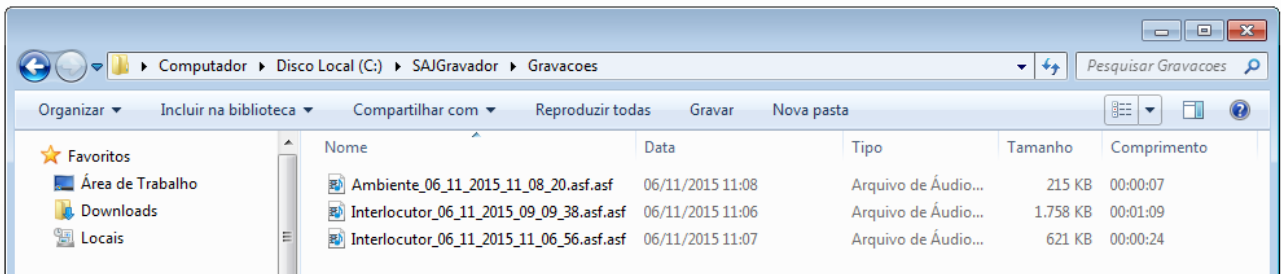 Computador Disco Local (C:) SAJGravador Gravacoes Pesquisar Gravacoes
Organizar Incluir na biblioteca Compartilhar com Reproduzir todas Gravar Nova pasta
Favoritos
Área de Trabalho
Downloads
Locais
Nome Data Tipo Tamanho Comprimento
Ambiente_06_11_2015_11_08_20.asf.asf 06/11/2015 11:08 Arquivo de Áudio... 215 KB 00:00:07
Interlocutor_06_11_2015_09_09_38.asf.asf 06/11/2015 11:06 Arquivo de Áudio... 1.758 KB 00:01:09
Interlocutor_06_11_2015_11_06_56.asf.asf 06/11/2015 11:07 Arquivo de Áudio... 621 KB 00:00:24